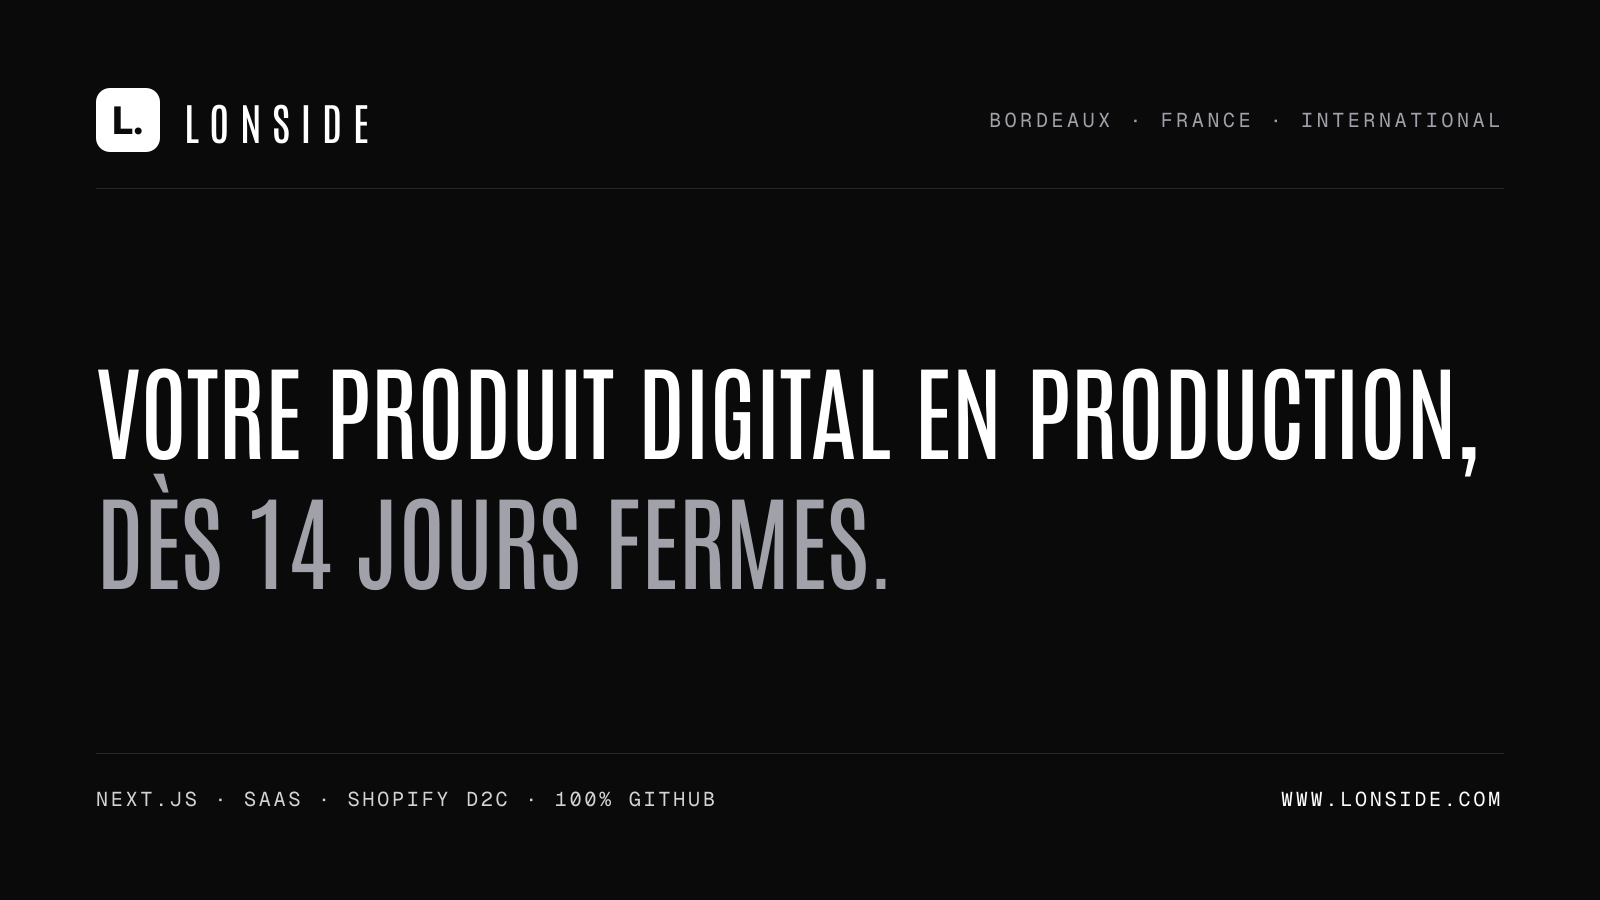 L. LONSIDE
BORDEAUX · FRANCE · INTERNATIONAL
VOTRE PRODUIT DIGITAL EN PRODUCTION,
DÈS 14 JOURS FERMES.
NEXT.JS · SAAS · SHOPIFY D2C · 100% GITHUB
WWW.LONSIDE.COM